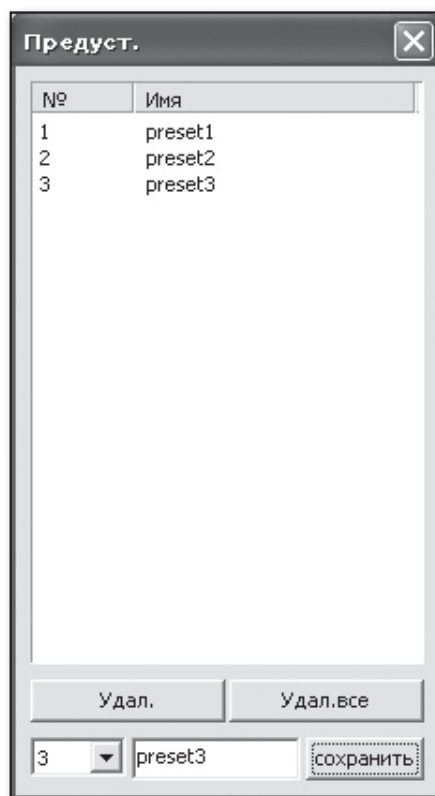 Предуст.
№ Имя
1 preset1
2 preset2
3 preset3
Удал. Удал.все
3 preset3 сохранить